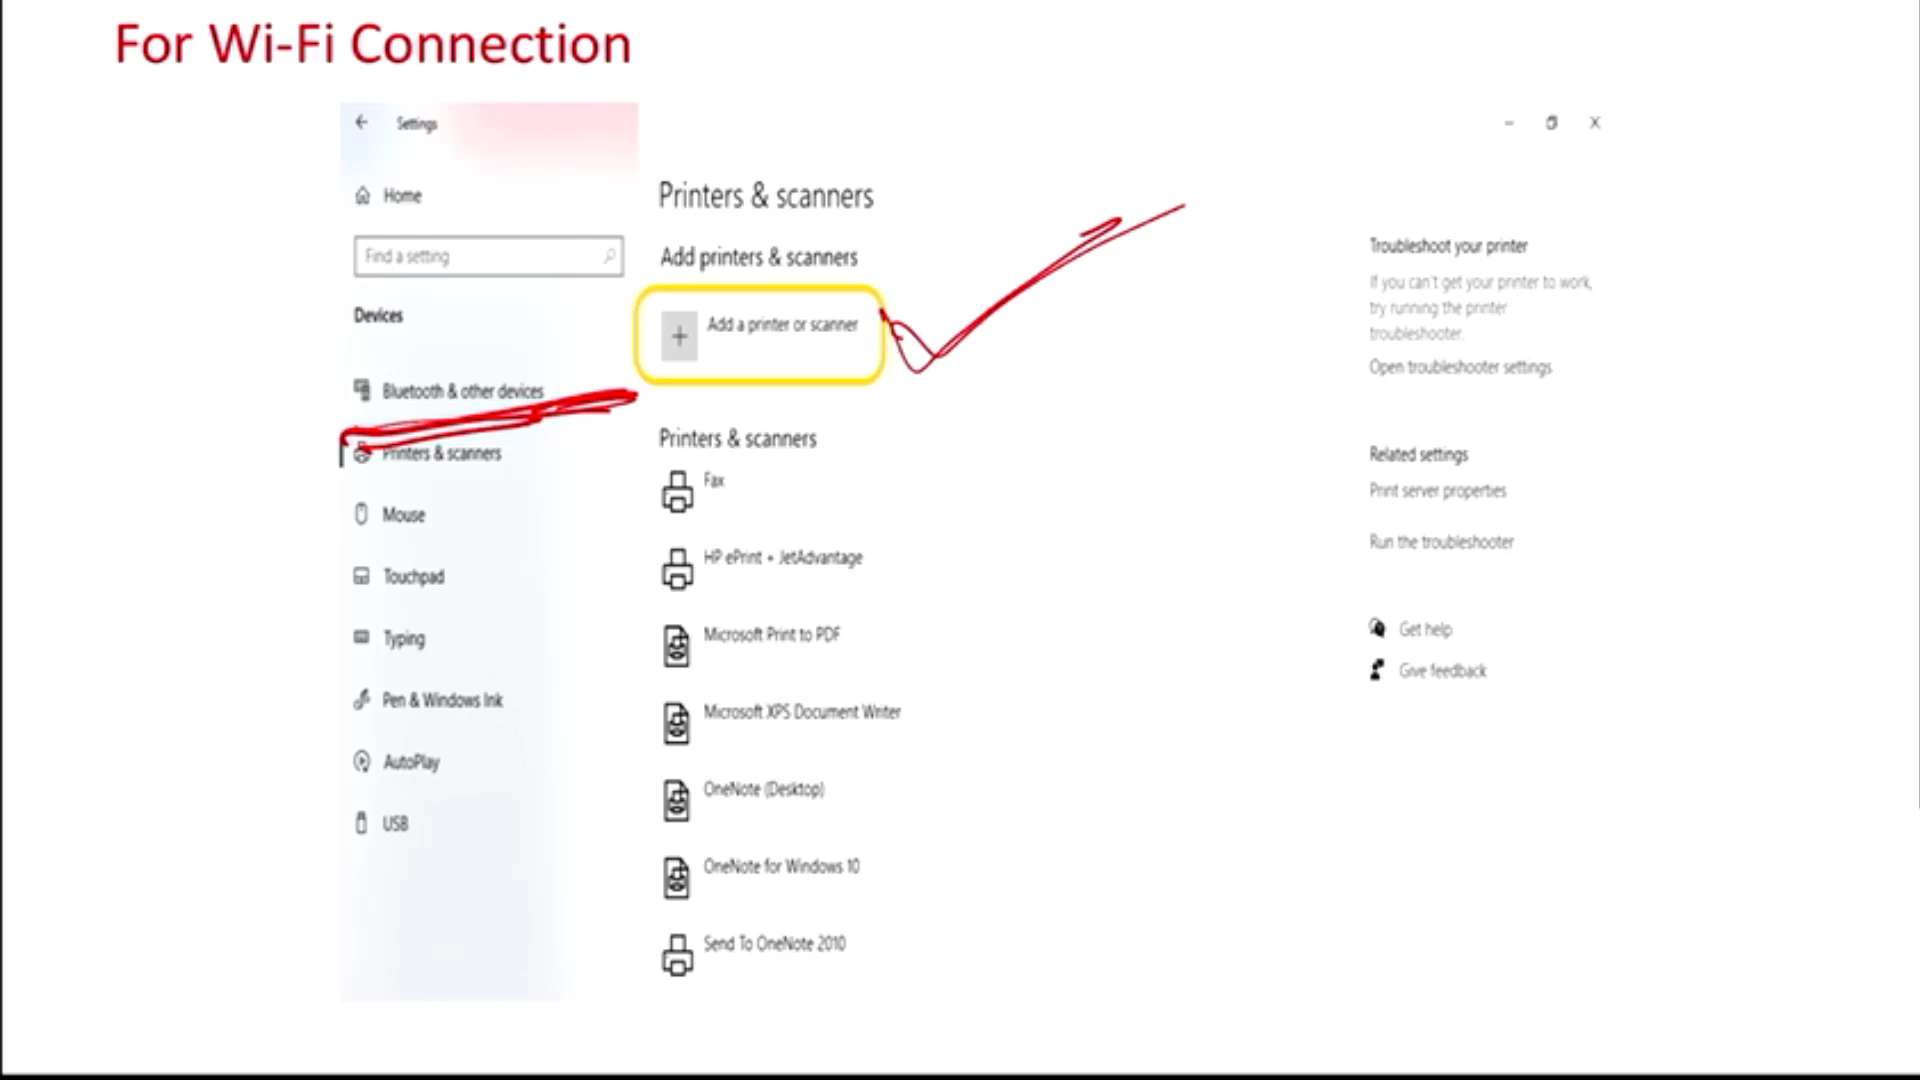 For Wi-Fi Connection
Settings
Home
Find a setting
Devices
Bluetooth & other devices
Printers & scanners
Mouse
Touchpad
Typing
Pen & Windows Ink
AutoPlay
USB
Printers & scanners
Add printers & scanners
Add a printer or scanner
Printers & scanners
Fax
HP ePrint + JetAdvantage
Microsoft Print to PDF
Microsoft XPS Document Writer
OneNote (Desktop)
OneNote for Windows 10
Send To OneNote 2010
Troubleshoot your printer
If you can't get your printer to work,
try running the printer
troubleshooter.
Open troubleshooter settings
Related settings
Print server properties
Run the troubleshooter
Get help
Give feedback